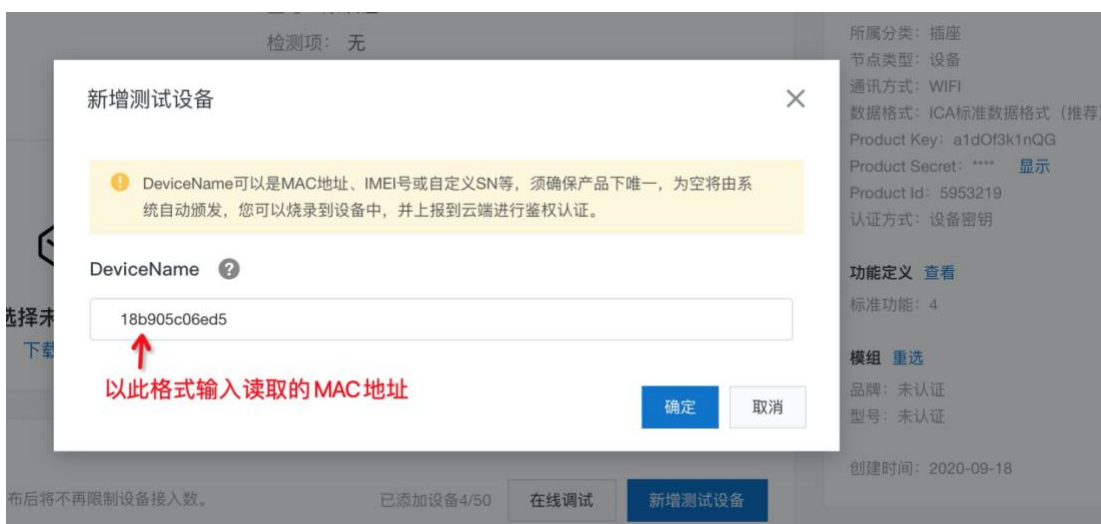 检测项： 无
新增测试设备
DeviceName可以是MAC地址、IMEI号或自定义SN等，须确保产品下唯一，为空将由系
统自动颁发，您可以烧录到设备中，并上报到云端进行鉴权认证。
DeviceName
18b905c06ed5
以此格式输入读取的MAC地址
确定
取消
选择未
下载
布后将不再限制设备接入数。
已添加设备4/50
在线调试
新增测试设备
所属分类：插座
节点类型：设备
通讯方式：WIFI
数据格式：ICA标准数据格式（推荐）
Product Key：a1dOf3k1nQG
Product Secret：**** 显示
Product Id：5953219
认证方式：设备密钥
功能定义 查看
标准功能：4
模组 重选
品牌：未认证
型号：未认证
创建时间：2020-09-18